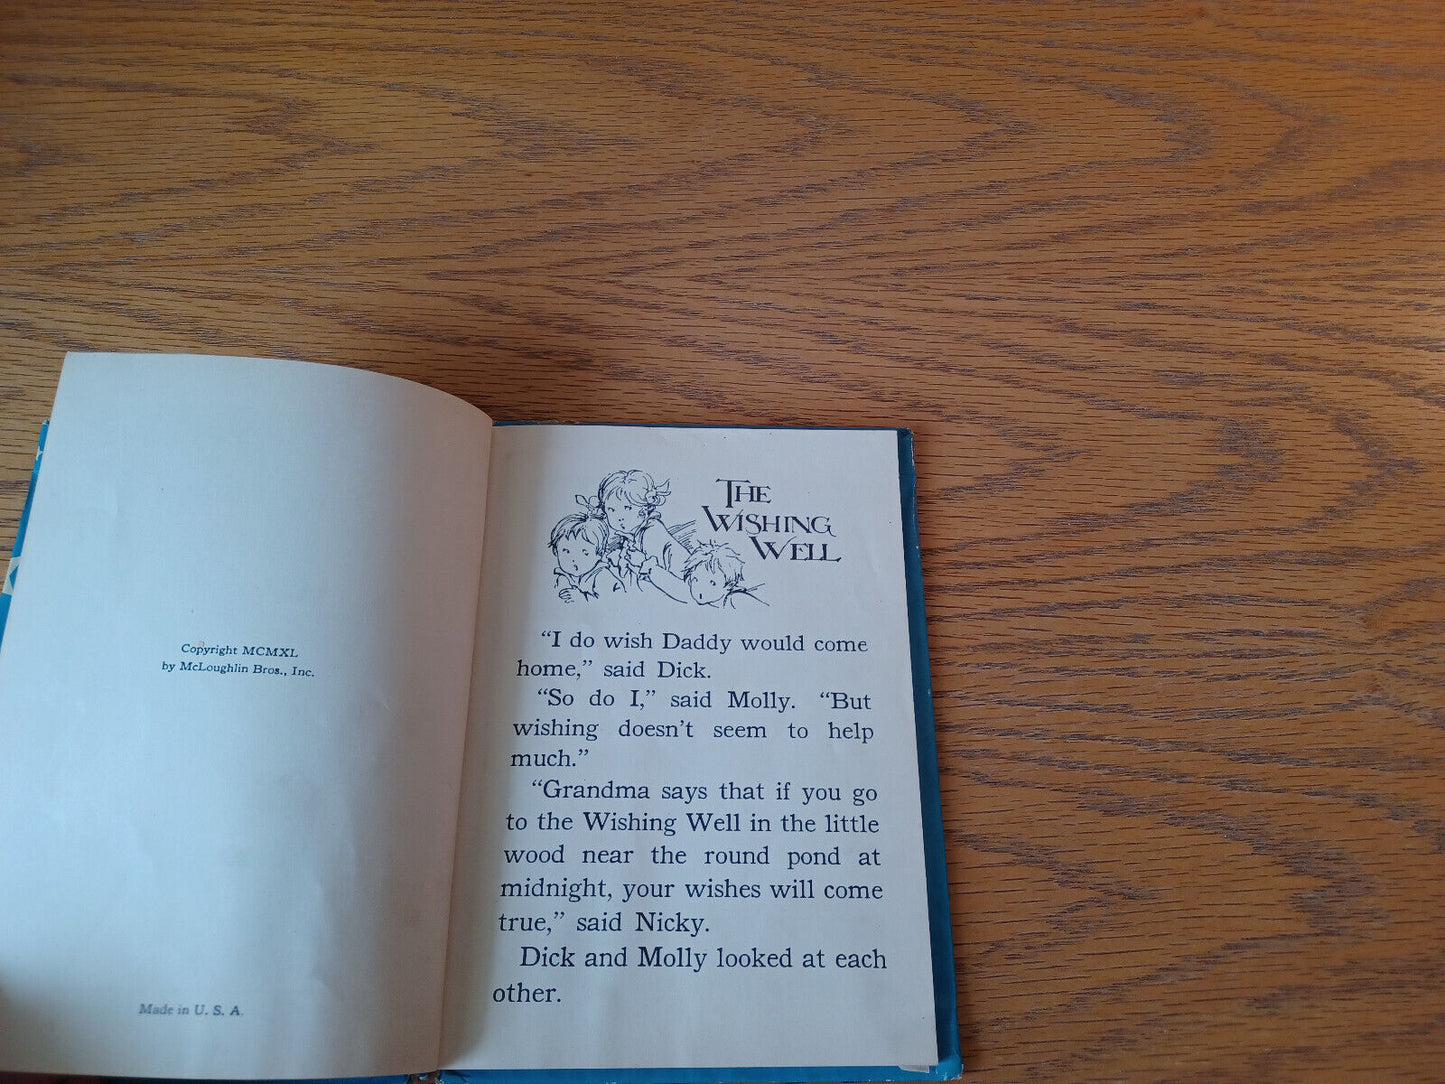 Copyright MCMXL
by McLoughlin Bros., Inc.
Made in U. S. A.
THE
WISHING
WELL
“I do wish Daddy would come
home,” said Dick.
“So do I,” said Molly. “But
wishing doesn’t seem to help
much.”
“Grandma says that if you go
to the Wishing Well in the little
wood near the round pond at
midnight, your wishes will come
true,” said Nicky.
Dick and Molly looked at each
other.